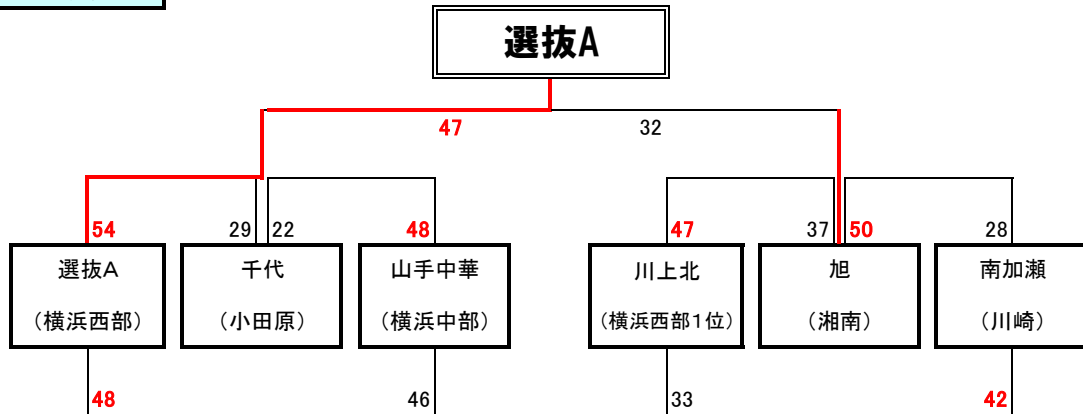 選抜A
47 32
54 29 22 48 47 37 50 28
選抜A 千代 山手中華 川上北 旭 南加瀬
（横浜西部） （小田原） （横浜中部） （横浜西部1位） （湘南） （川崎）
48 46 33 42